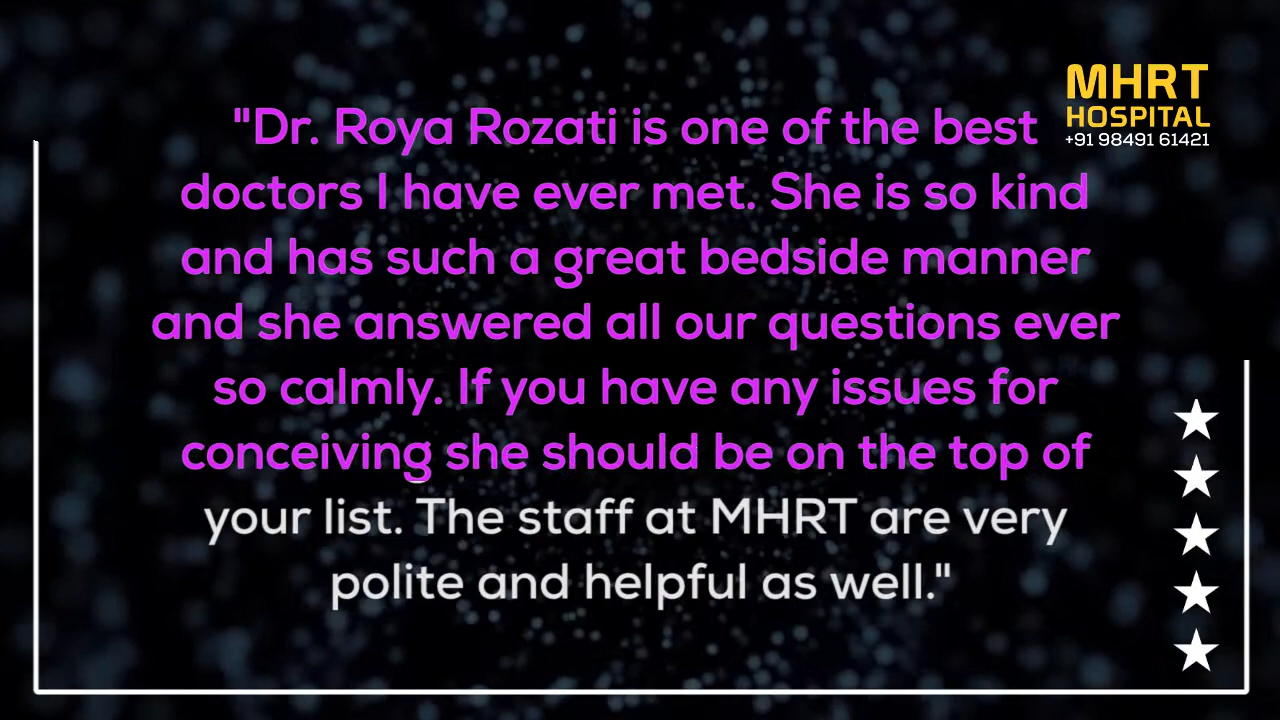 MHRT
HOSPITAL
+91 98491 61421
"Dr. Roya Rozati is one of the best
doctors I have ever met. She is so kind
and has such a great bedside manner
and she answered all our questions ever
so calmly. If you have any issues for
conceiving she should be on the top of
your list. The staff at MHRT are very
polite and helpful as well."